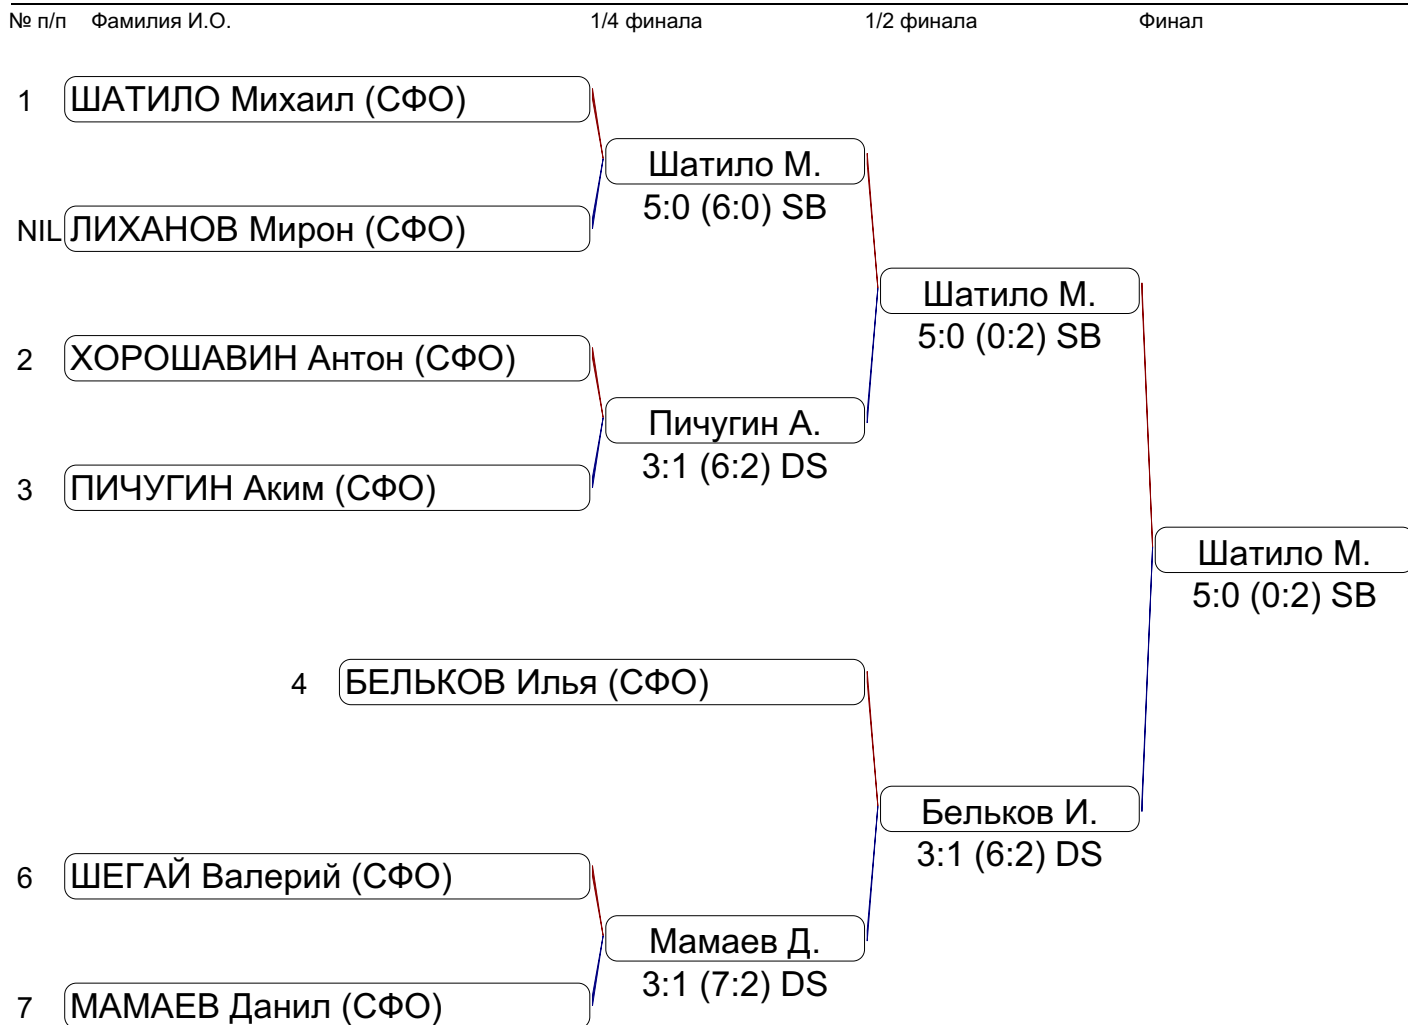 № п/п Фамилия И.О. 1/4 финала 1/2 финала Финал
1 ШАТИЛО Михаил (СФО)
Шатило М.
5:0 (6:0) SB
NIL ЛИХАНОВ Мирон (СФО)
Шатило М.
5:0 (0:2) SB
2 ХОРОШАВИН Антон (СФО)
Пичугин А.
3:1 (6:2) DS
3 ПИЧУГИН Аким (СФО)
Шатило М.
5:0 (0:2) SB
4 БЕЛЬКОВ Илья (СФО)
Бельков И.
3:1 (6:2) DS
6 ШЕГАЙ Валерий (СФО)
Мамаев Д.
3:1 (7:2) DS
7 МАМАЕВ Данил (СФО)